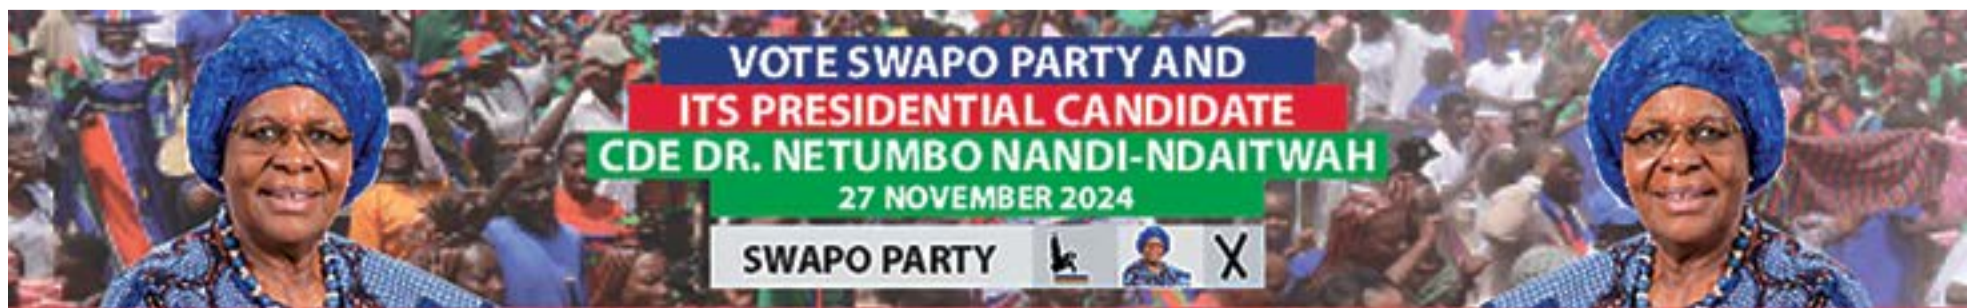 VOTE SWAPO PARTY AND
ITS PRESIDENTIAL CANDIDATE
CDE DR. NETUMBO NANDI-NDAITWAH
27 NOVEMBER 2024
SWAPO PARTY X